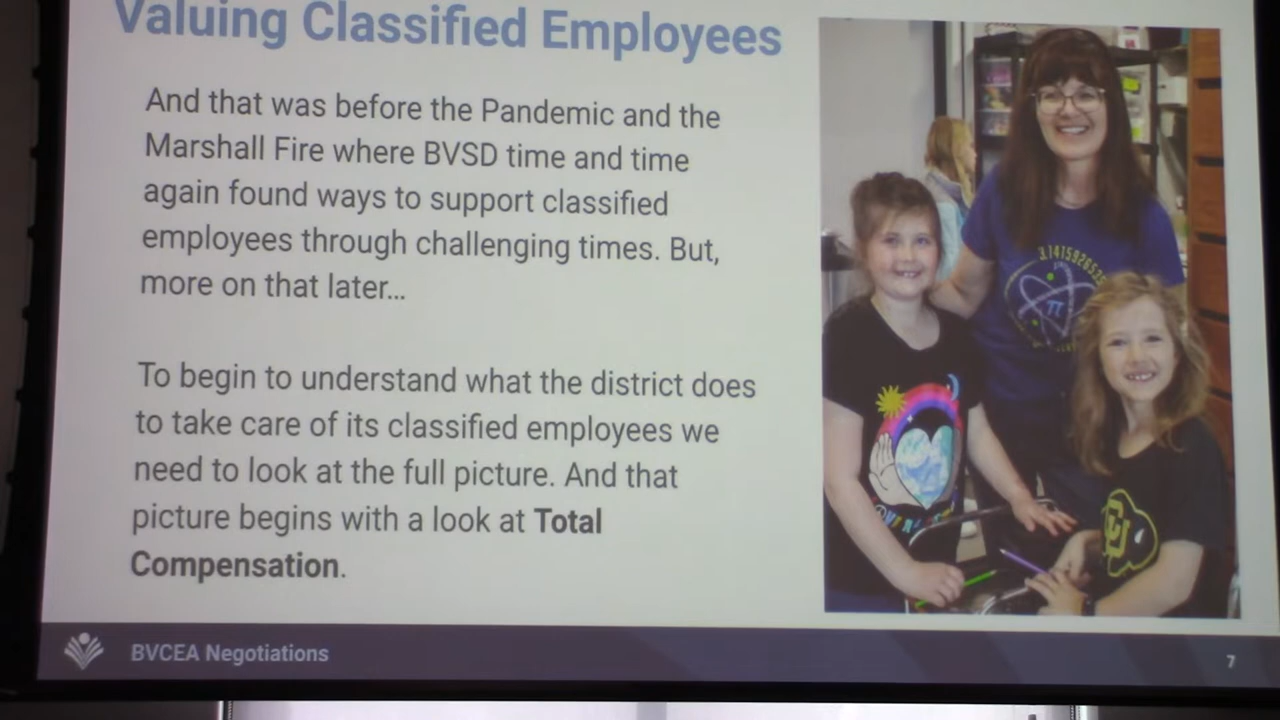 Valuing Classified Employees
And that was before the Pandemic and the
Marshall Fire where BVSD time and time
again found ways to support classified
employees through challenging times. But,
more on that later...
To begin to understand what the district does
to take care of its classified employees we
need to look at the full picture. And that
picture begins with a look at Total
Compensation.
3.14159265
π
CU
BVCEA Negotiations
7